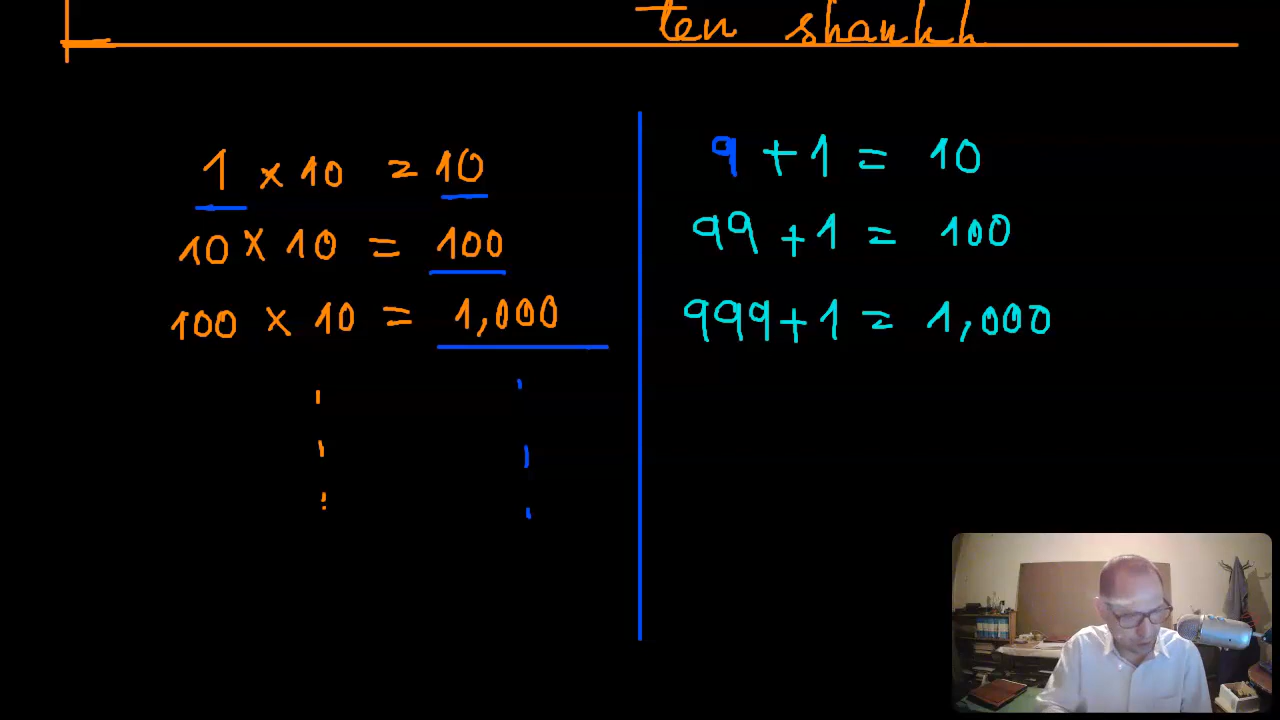 ten shankh
1 × 10 = 10
10 × 10 = 100
100 × 10 = 1,000
9 + 1 = 10
99 + 1 = 100
999 + 1 = 1,000